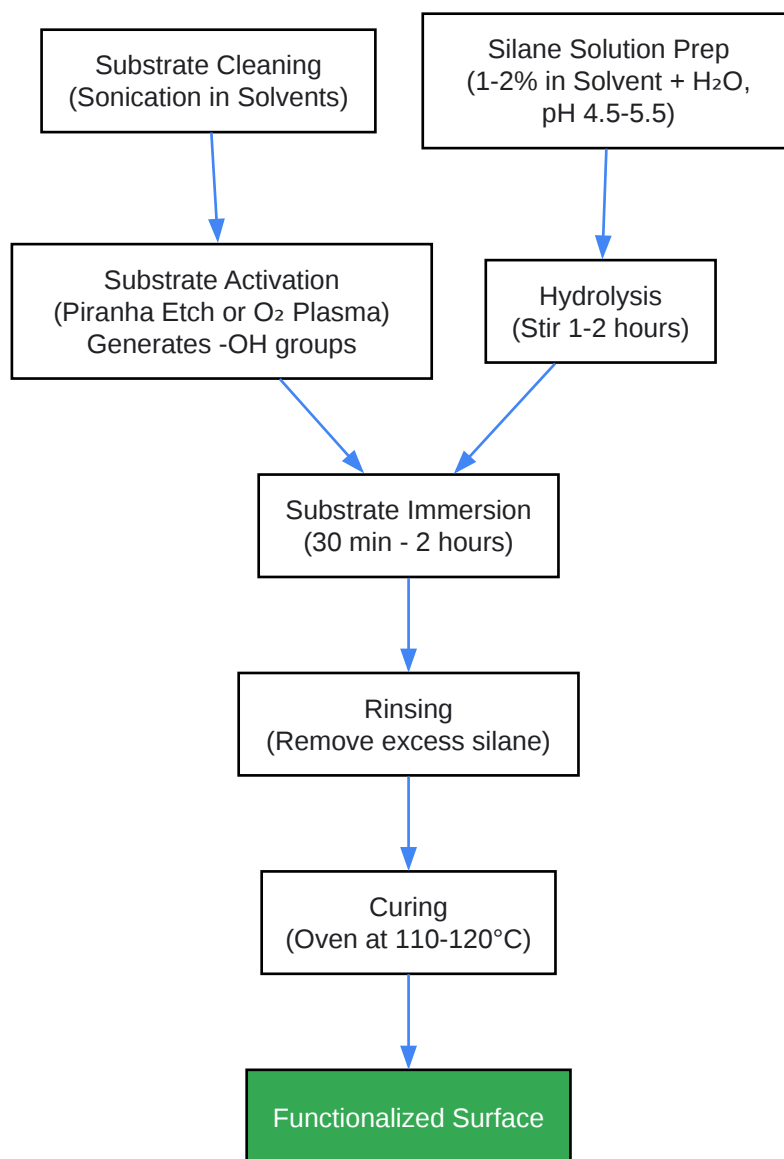 Substrate Cleaning
(Sonication in Solvents)
Silane Solution Prep
(1-2% in Solvent + H₂O,
pH 4.5-5.5)
Substrate Activation
(Piranha Etch or O₂ Plasma)
Generates -OH groups
Hydrolysis
(Stir 1-2 hours)
Substrate Immersion
(30 min - 2 hours)
Rinsing
(Remove excess silane)
Curing
(Oven at 110-120°C)
Functionalized Surface